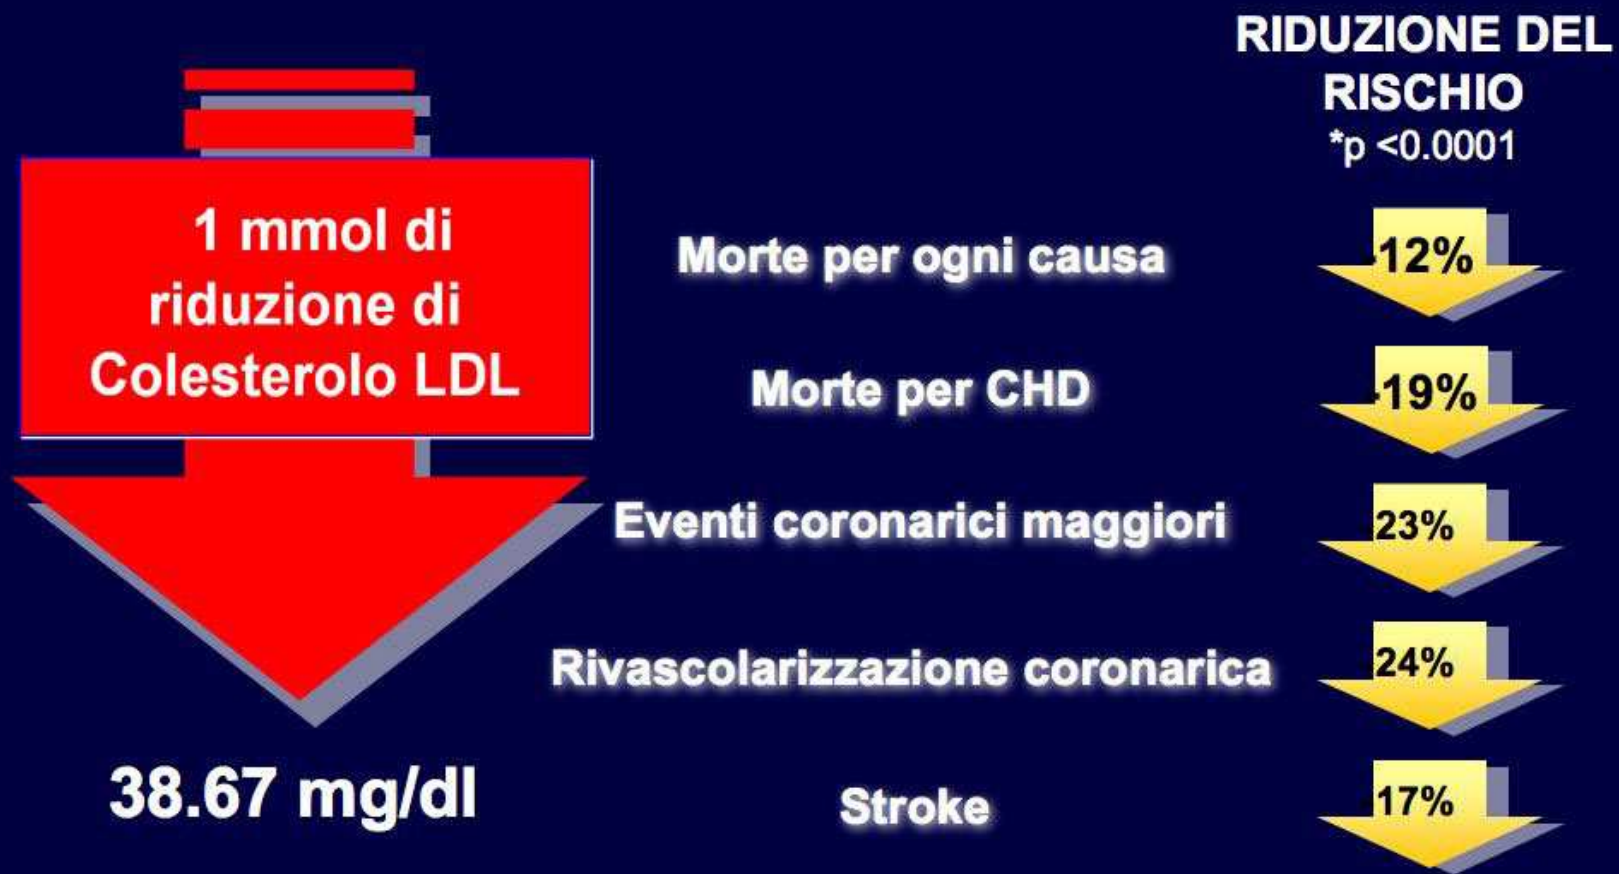 RIDUZIONE DEL
RISCHIO
*p <0.0001
1 mmol di
riduzione di
Colesterolo LDL
38.67 mg/dl
Morte per ogni causa
-12%
Morte per CHD
-19%
Eventi coronarici maggiori
-23%
Rivascolarizzazione coronarica
-24%
Stroke
-17%